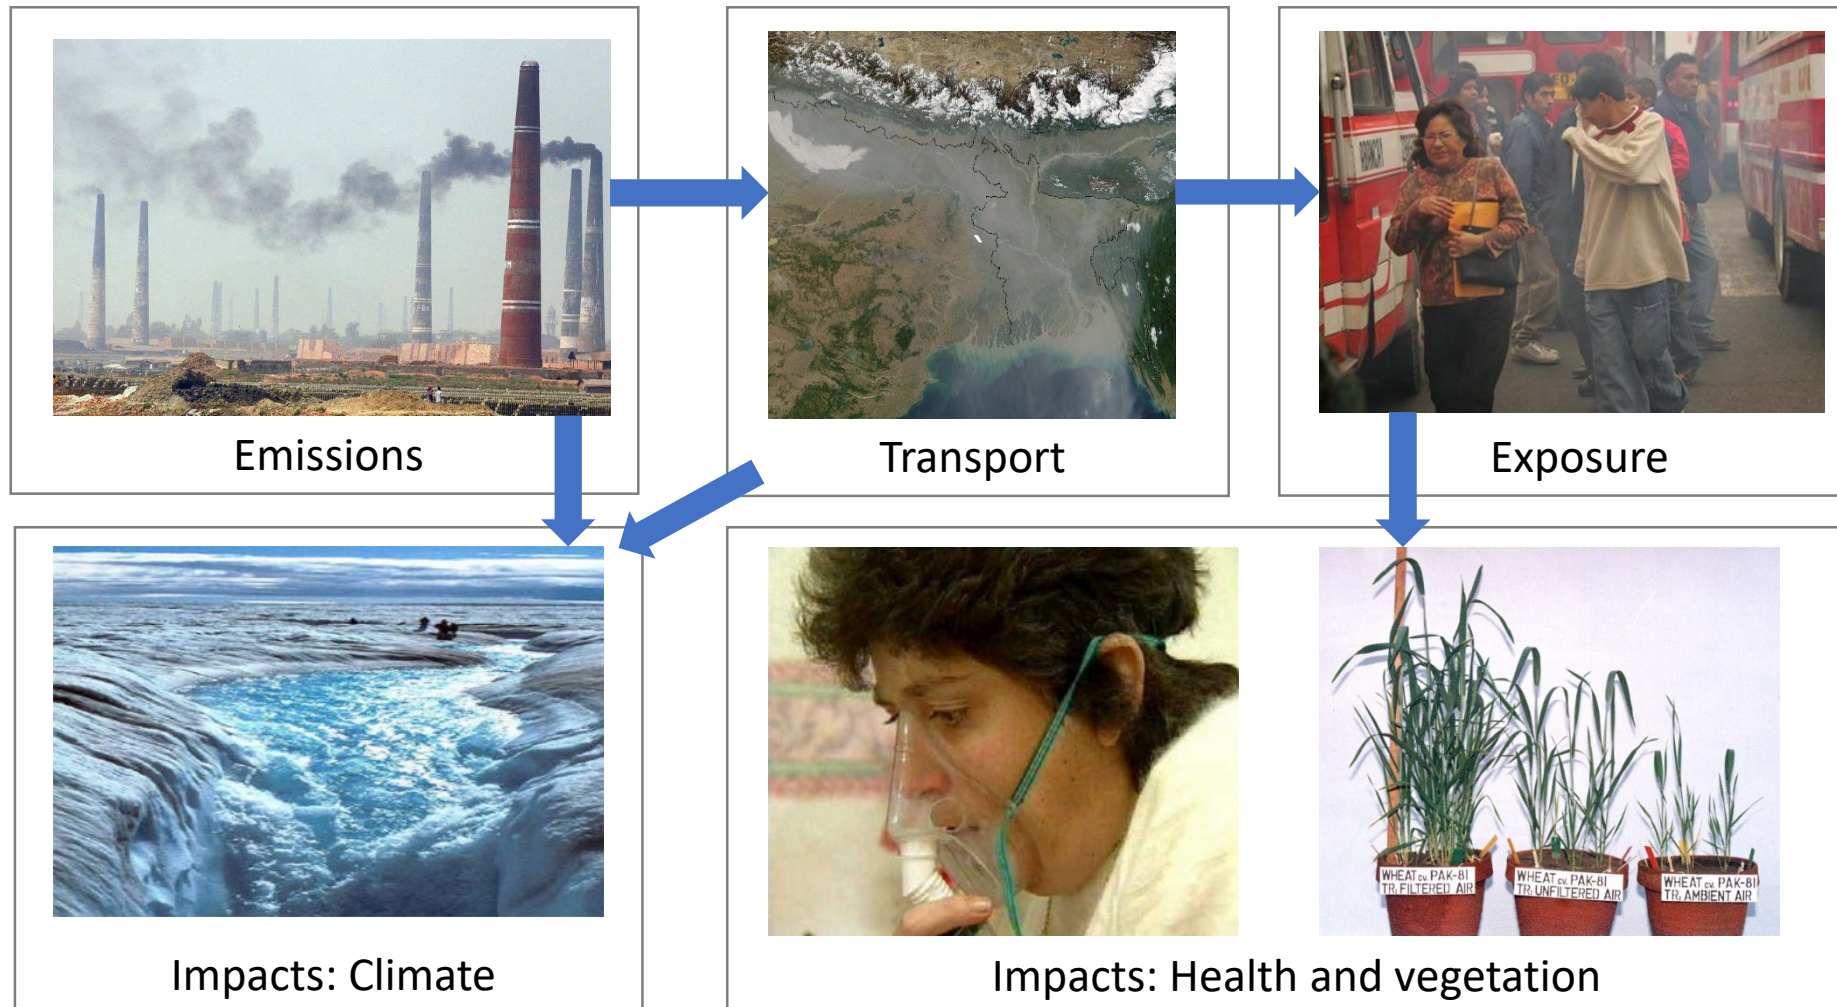 Emissions
Transport
Exposure
WHEAT cv. PAK-81
TR: FILTERED AIR
WHEAT cv. PAK-81
TR: UNFILTERED AIR
WHEAT cv. PAK-81
TR: AMBIENT AIR
Impacts: Climate
Impacts: Health and vegetation